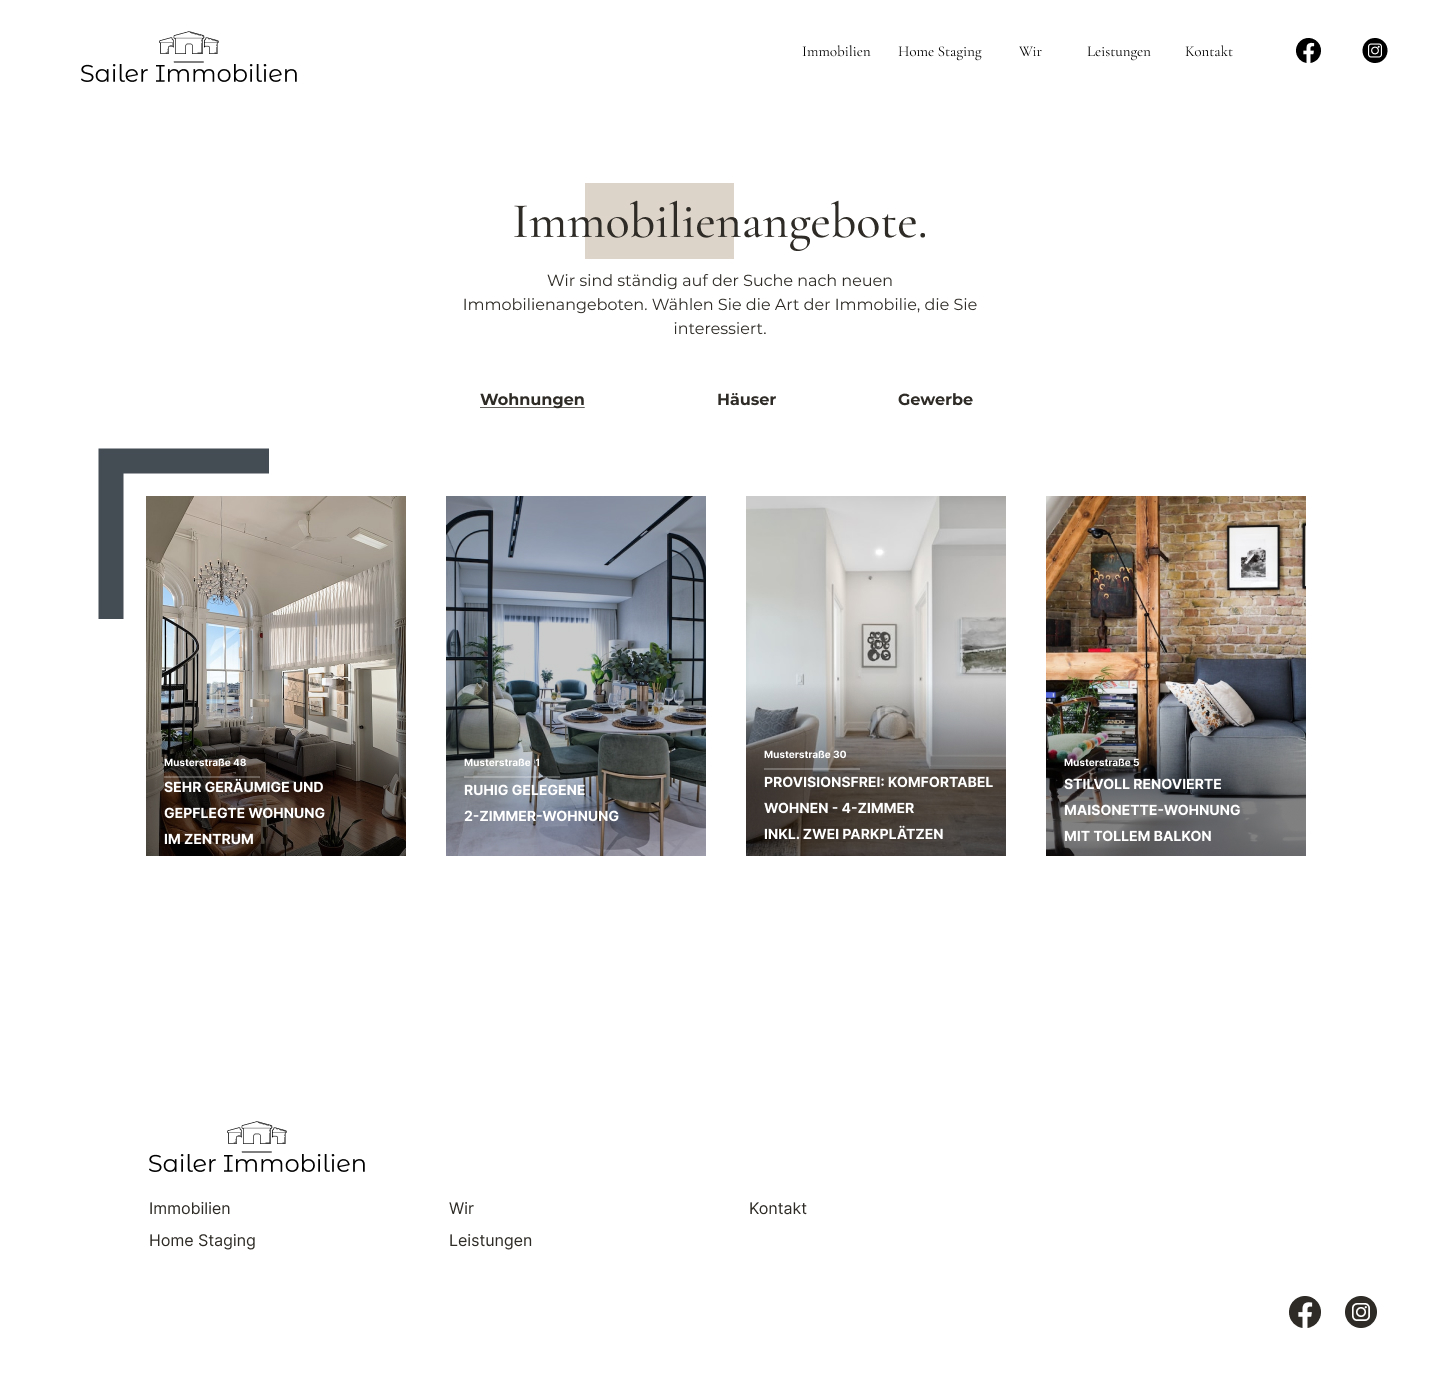 Sailer Immobilien
Immobilien Home Staging Wir Leistungen Kontakt
Immobilienangebote.
Wir sind ständig auf der Suche nach neuen
Immobilienangeboten. Wählen Sie die Art der Immobilie, die Sie
interessiert.
Wohnungen Häuser Gewerbe
Musterstraße 48
SEHR GERÄUMIGE UND
GEPFLEGTE WOHNUNG
IM ZENTRUM
Musterstraße 11
RUHIG GELEGENE
2-ZIMMER-WOHNUNG
Musterstraße 30
PROVISIONSFREI: KOMFORTABEL
WOHNEN - 4-ZIMMER
INKL. ZWEI PARKPLÄTZEN
Musterstraße 5
STILVOLL RENOVIERTE
MAISONETTE-WOHNUNG
MIT TOLLEM BALKON
Sailer Immobilien
Immobilien Wir Kontakt
Home Staging Leistungen